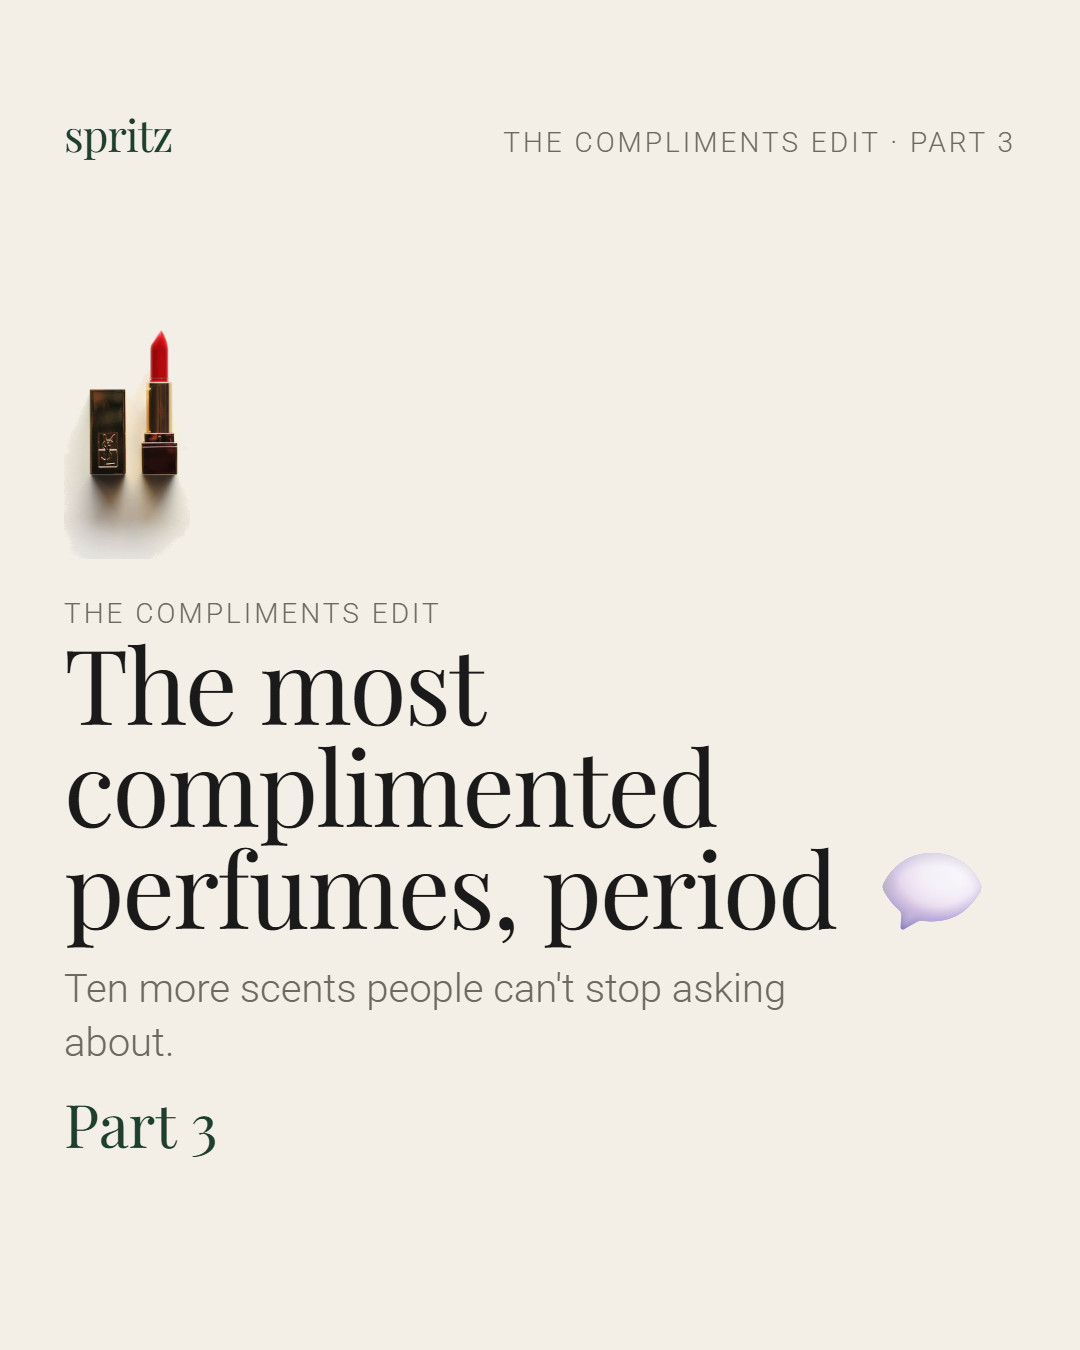 spritz
THE COMPLIMENTS EDIT · PART 3
THE COMPLIMENTS EDIT
The most
complimented
perfumes, period
Ten more scents people can't stop asking
about.
Part 3